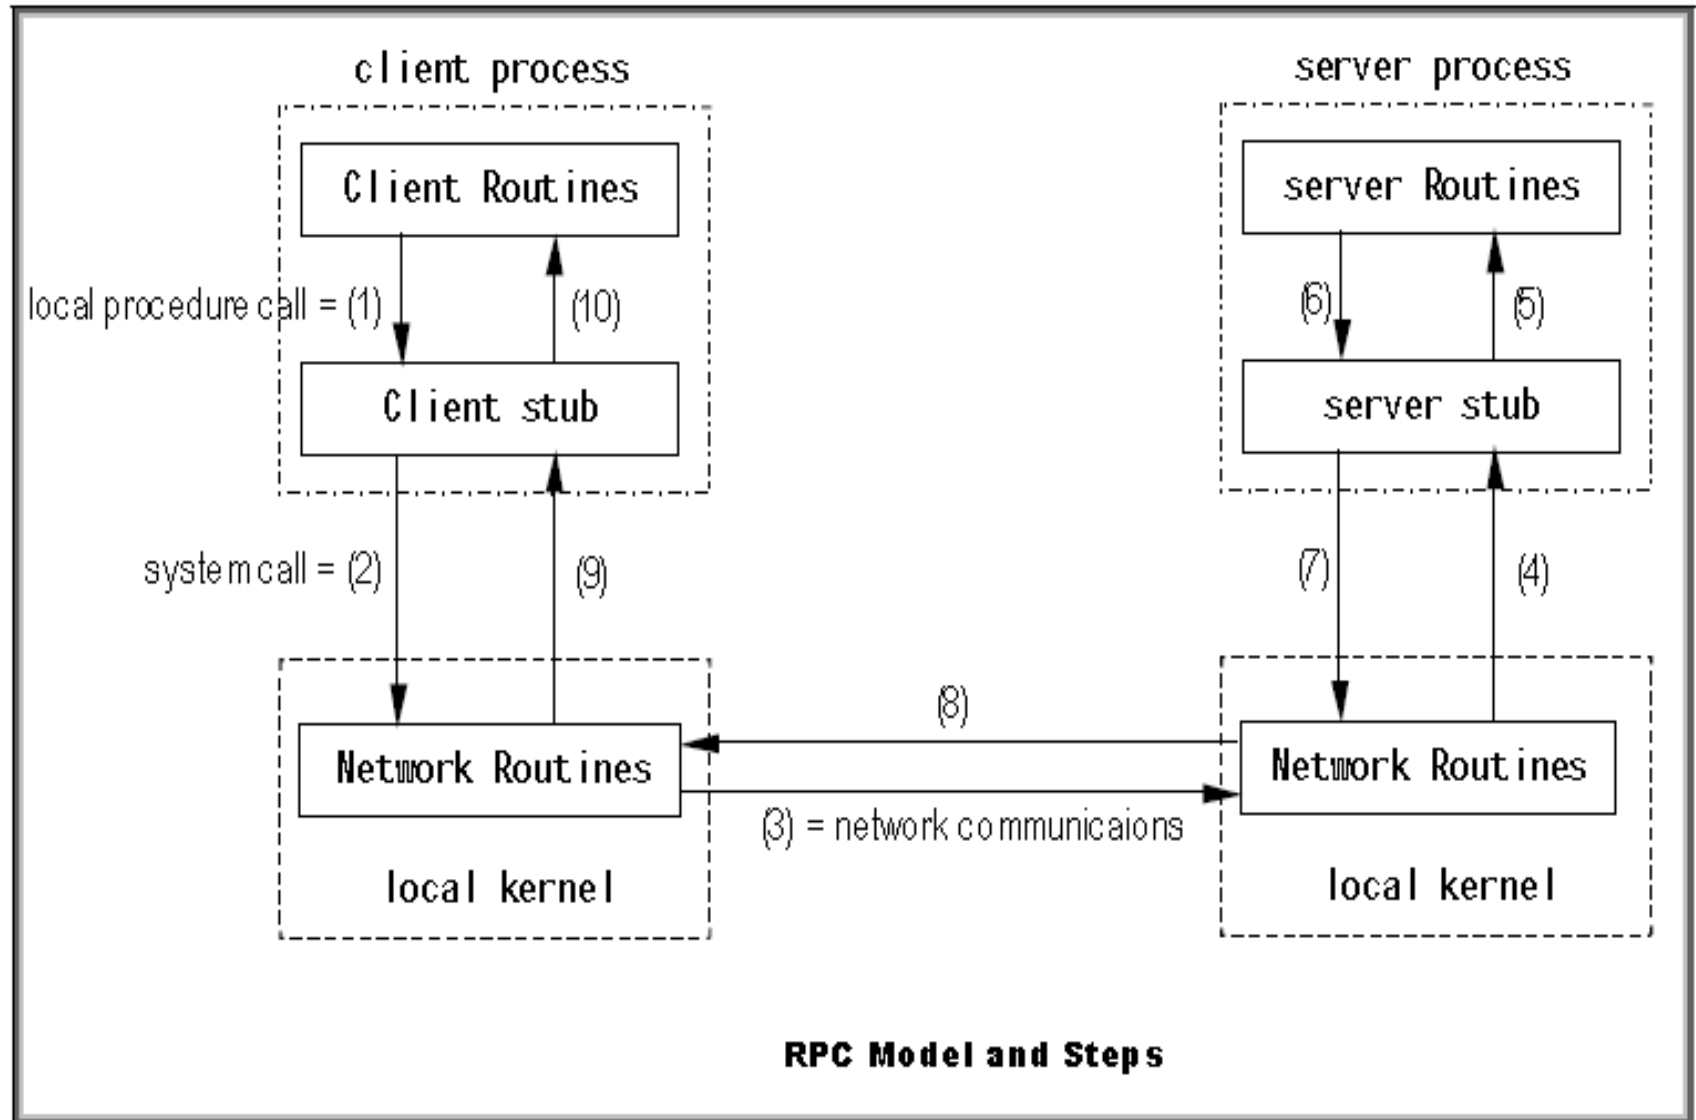 client process
server process
Client Routines
server Routines
local procedure call = (1)
(10)
(6)
(5)
Client stub
server stub
system call = (2)
(9)
(7)
(4)
(8)
Network Routines
Network Routines
(3) = network communicaions
local kernel
local kernel
RPC Model and Steps